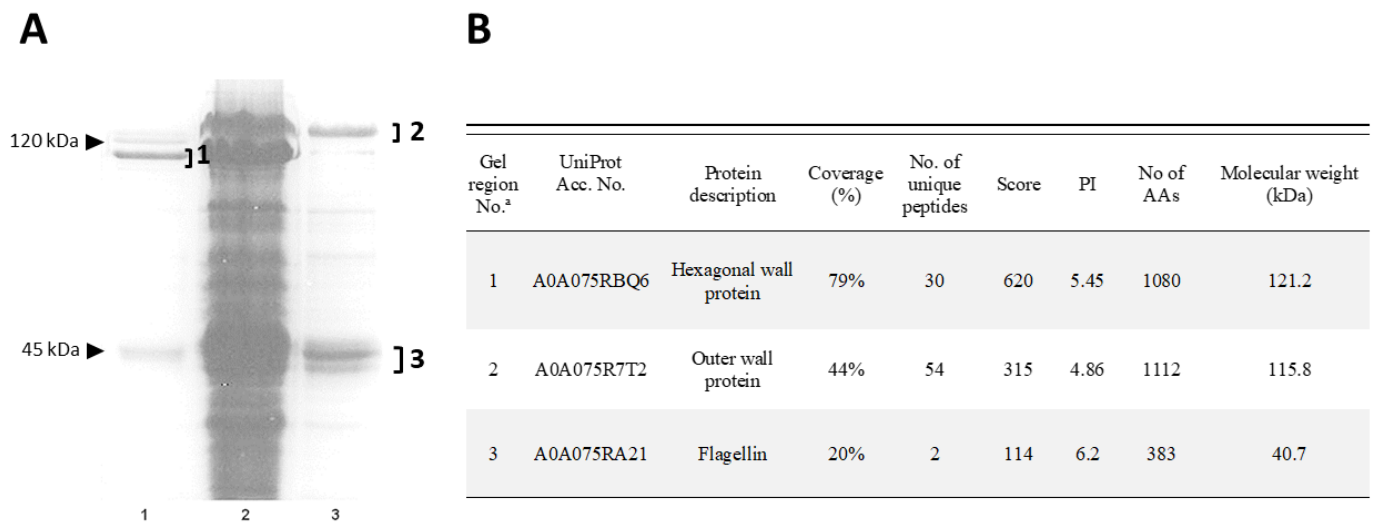 A
B
120 kDa
1
2
45 kDa
3
1
2
3
Gel region No.ª
UniProt Acc. No.
Protein description
Coverage (%)
No. of unique peptides
Score
PI
No of AAs
Molecular weight (kDa)
1 A0A075RBQ6 Hexagonal wall protein 79% 30 620 5.45 1080 121.2
2 A0A075R7T2 Outer wall protein 44% 54 315 4.86 1112 115.8
3 A0A075RA21 Flagellin 20% 2 114 6.2 383 40.7